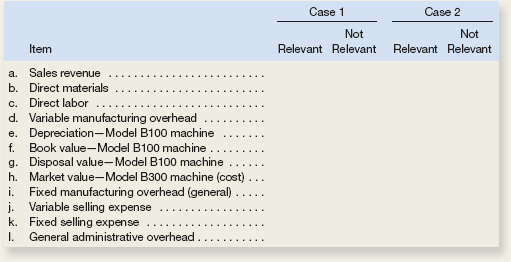 Case 1 Case 2
Not Not
Item Relevant Relevant Relevant Relevant
a. Sales revenue . . . . . . . . . . . . . . . . . . . . . . . . .
b. Direct materials . . . . . . . . . . . . . . . . . . . . . . . .
c. Direct labor . . . . . . . . . . . . . . . . . . . . . . . . . . .
d. Variable manufacturing overhead . . . . . . . . . .
e. Depreciation—Model B100 machine . . . . . . .
f. Book value—Model B100 machine . . . . . . . . .
g. Disposal value—Model B100 machine . . . . . .
h. Market value—Model B300 machine (cost) . . .
i. Fixed manufacturing overhead (general) . . . . .
j. Variable selling expense . . . . . . . . . . . . . . . . .
k. Fixed selling expense . . . . . . . . . . . . . . . . . . .
l. General administrative overhead . . . . . . . . . . .